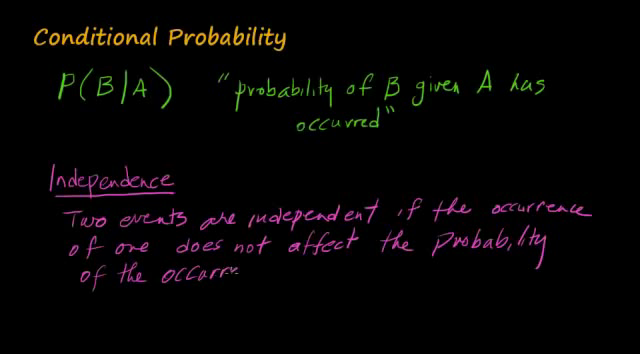 Conditional Probability
P(B/A) "probability of B given A has
occurred"
Independence
Two events are independent if the occurrence
of one does not affect the probability
of the occurr